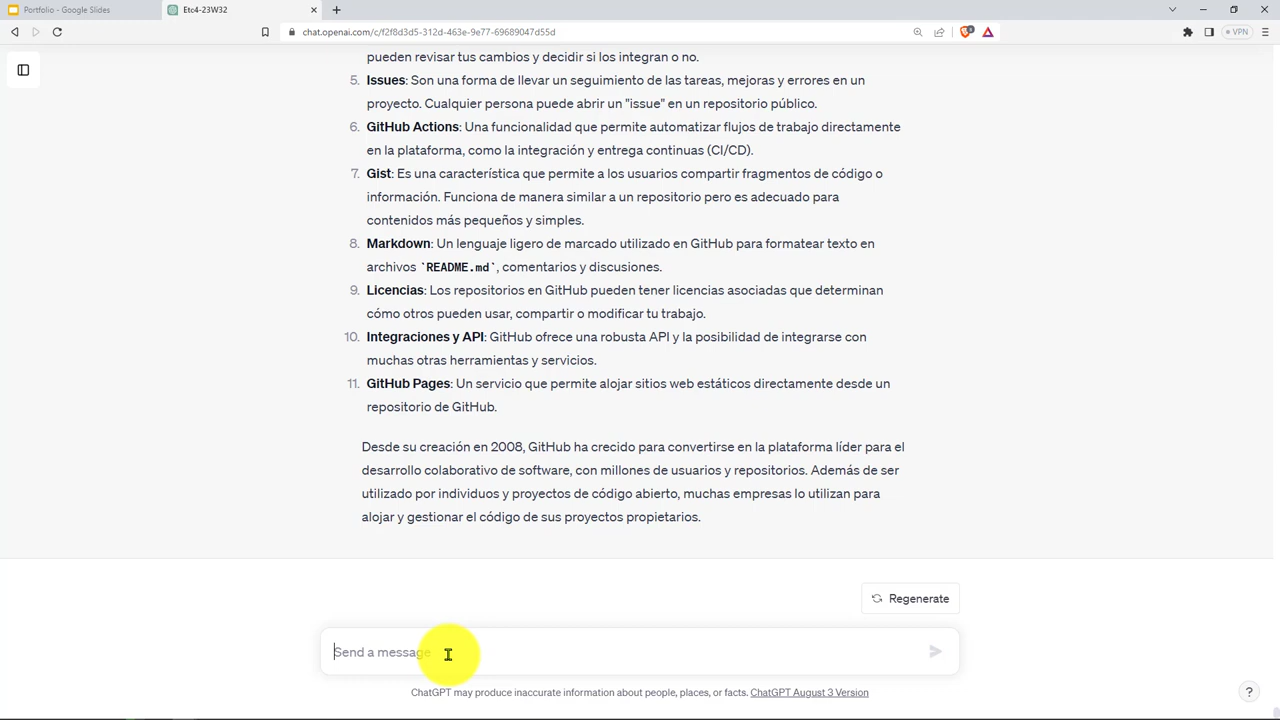 Portfolio - Google Slides
Etc4-23W32
chat.openai.com/c/f2f8d3d5-312d-463e-9e77-69689047d55d
VPN
pueden revisar tus cambios y decidir si los integran o no.
5. Issues: Son una forma de llevar un seguimiento de las tareas, mejoras y errores en un
proyecto. Cualquier persona puede abrir un "issue" en un repositorio público.
6. GitHub Actions: Una funcionalidad que permite automatizar flujos de trabajo directamente
en la plataforma, como la integración y entrega continuas (CI/CD).
7. Gist: Es una característica que permite a los usuarios compartir fragmentos de código o
información. Funciona de manera similar a un repositorio pero es adecuado para
contenidos más pequeños y simples.
8. Markdown: Un lenguaje ligero de marcado utilizado en GitHub para formatear texto en
archivos `README.md`, comentarios y discusiones.
9. Licencias: Los repositorios en GitHub pueden tener licencias asociadas que determinan
cómo otros pueden usar, compartir o modificar tu trabajo.
10. Integraciones y API: GitHub ofrece una robusta API y la posibilidad de integrarse con
muchas otras herramientas y servicios.
11. GitHub Pages: Un servicio que permite alojar sitios web estáticos directamente desde un
repositorio de GitHub.
Desde su creación en 2008, GitHub ha crecido para convertirse en la plataforma líder para el
desarrollo colaborativo de software, con millones de usuarios y repositorios. Además de ser
utilizado por individuos y proyectos de código abierto, muchas empresas lo utilizan para
alojar y gestionar el código de sus proyectos propietarios.
Regenerate
Send a message
ChatGPT may produce inaccurate information about people, places, or facts. ChatGPT August 3 Version
?